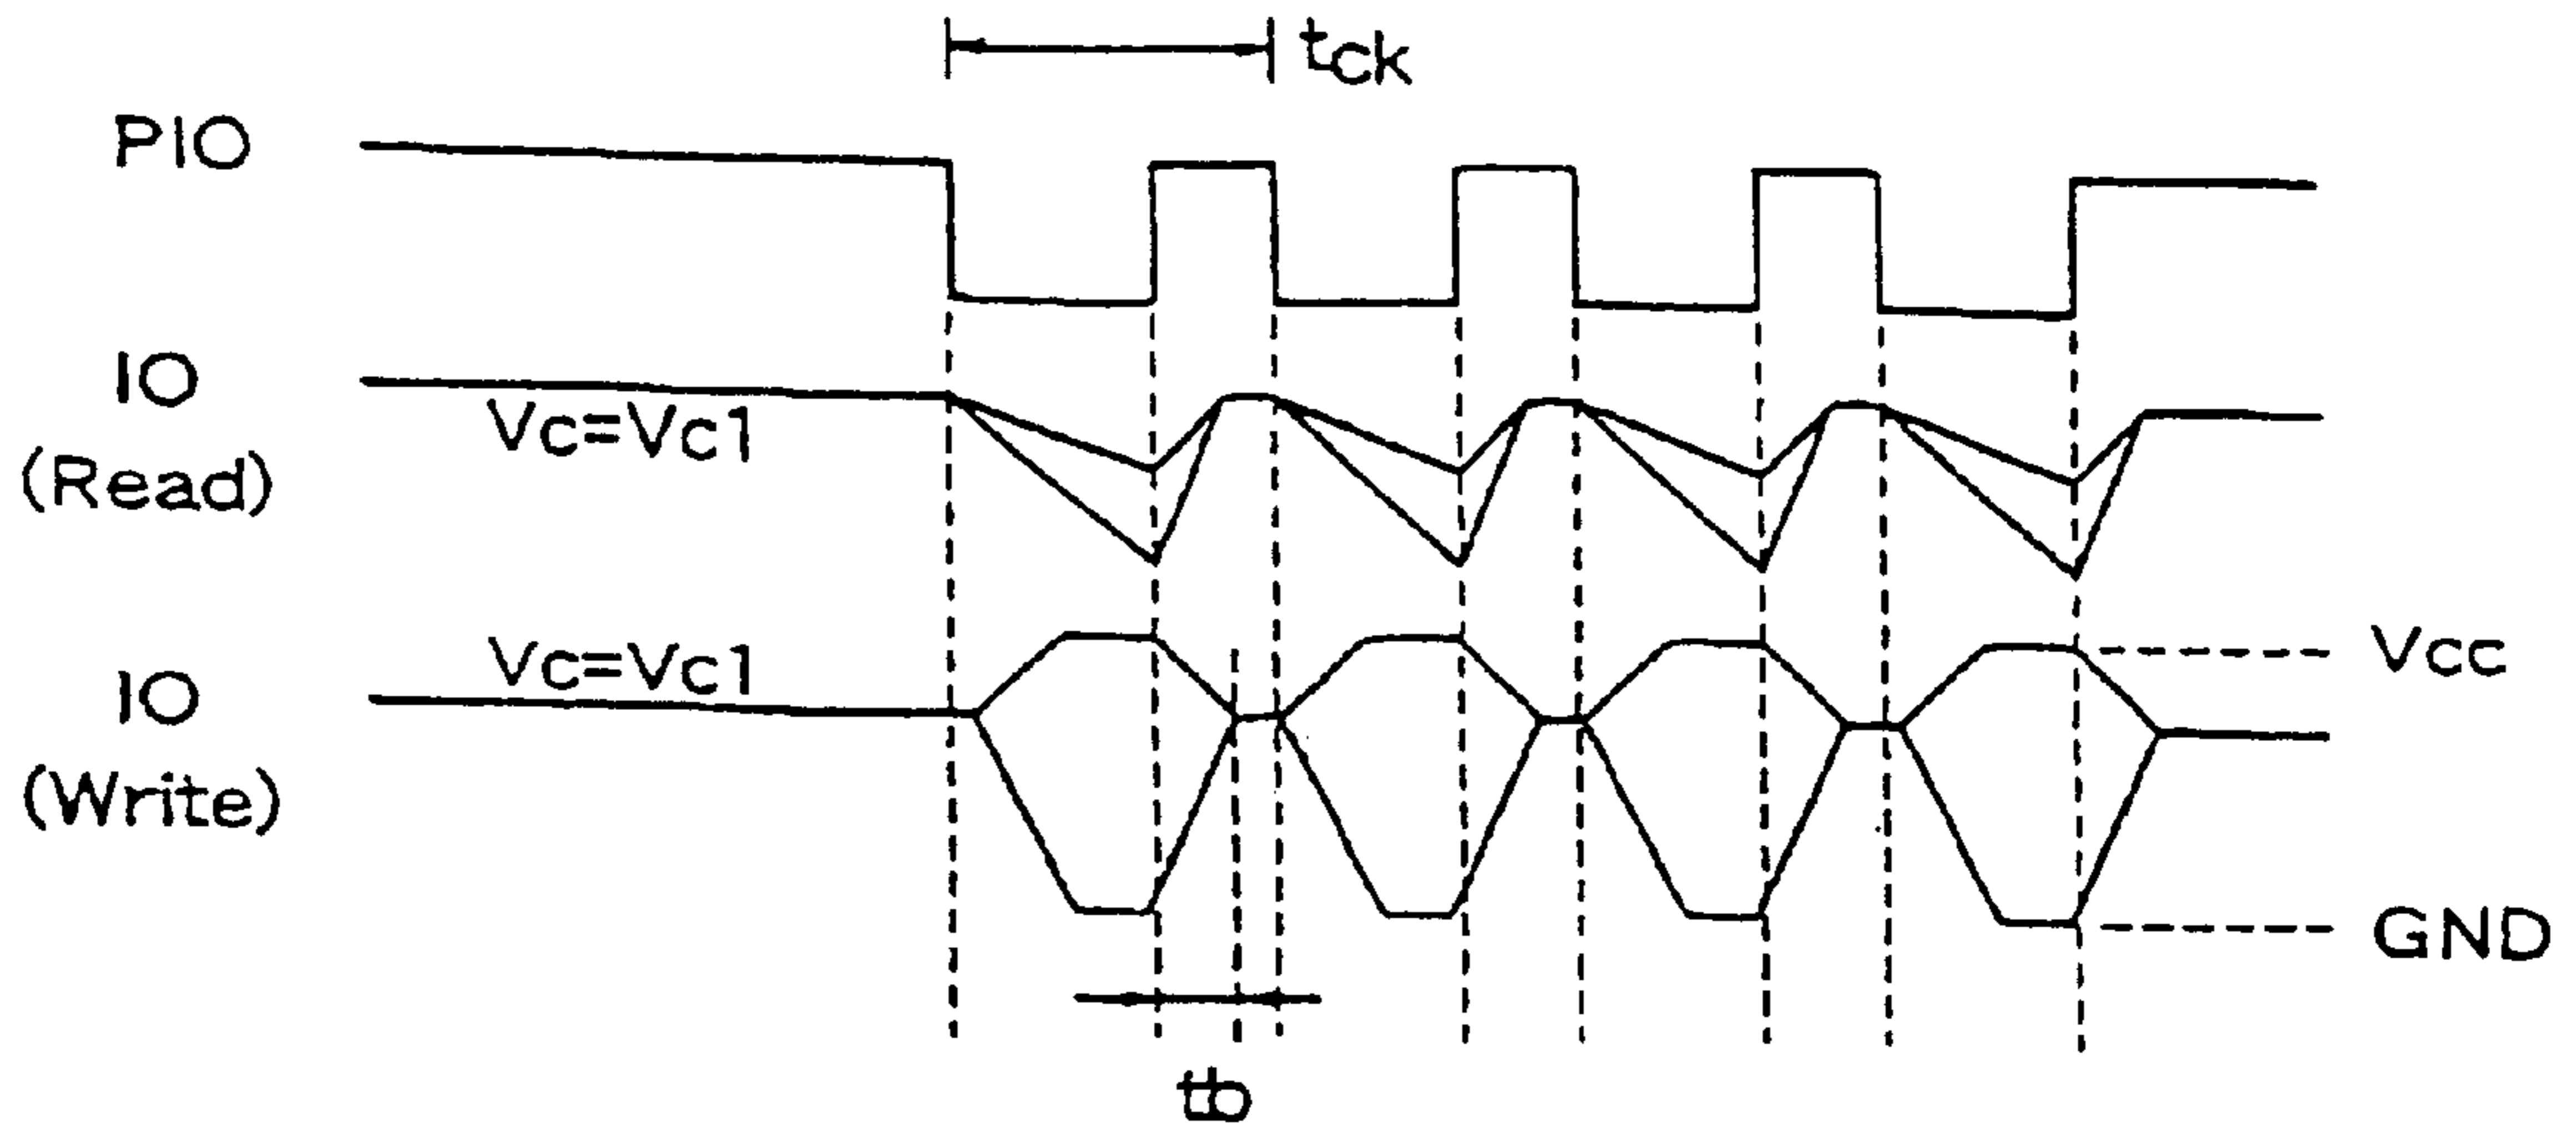 tck
PIO
IO
(Read)
Vc=Vc1
IO
(Write)
Vc=Vc1
Vcc
GND
tb